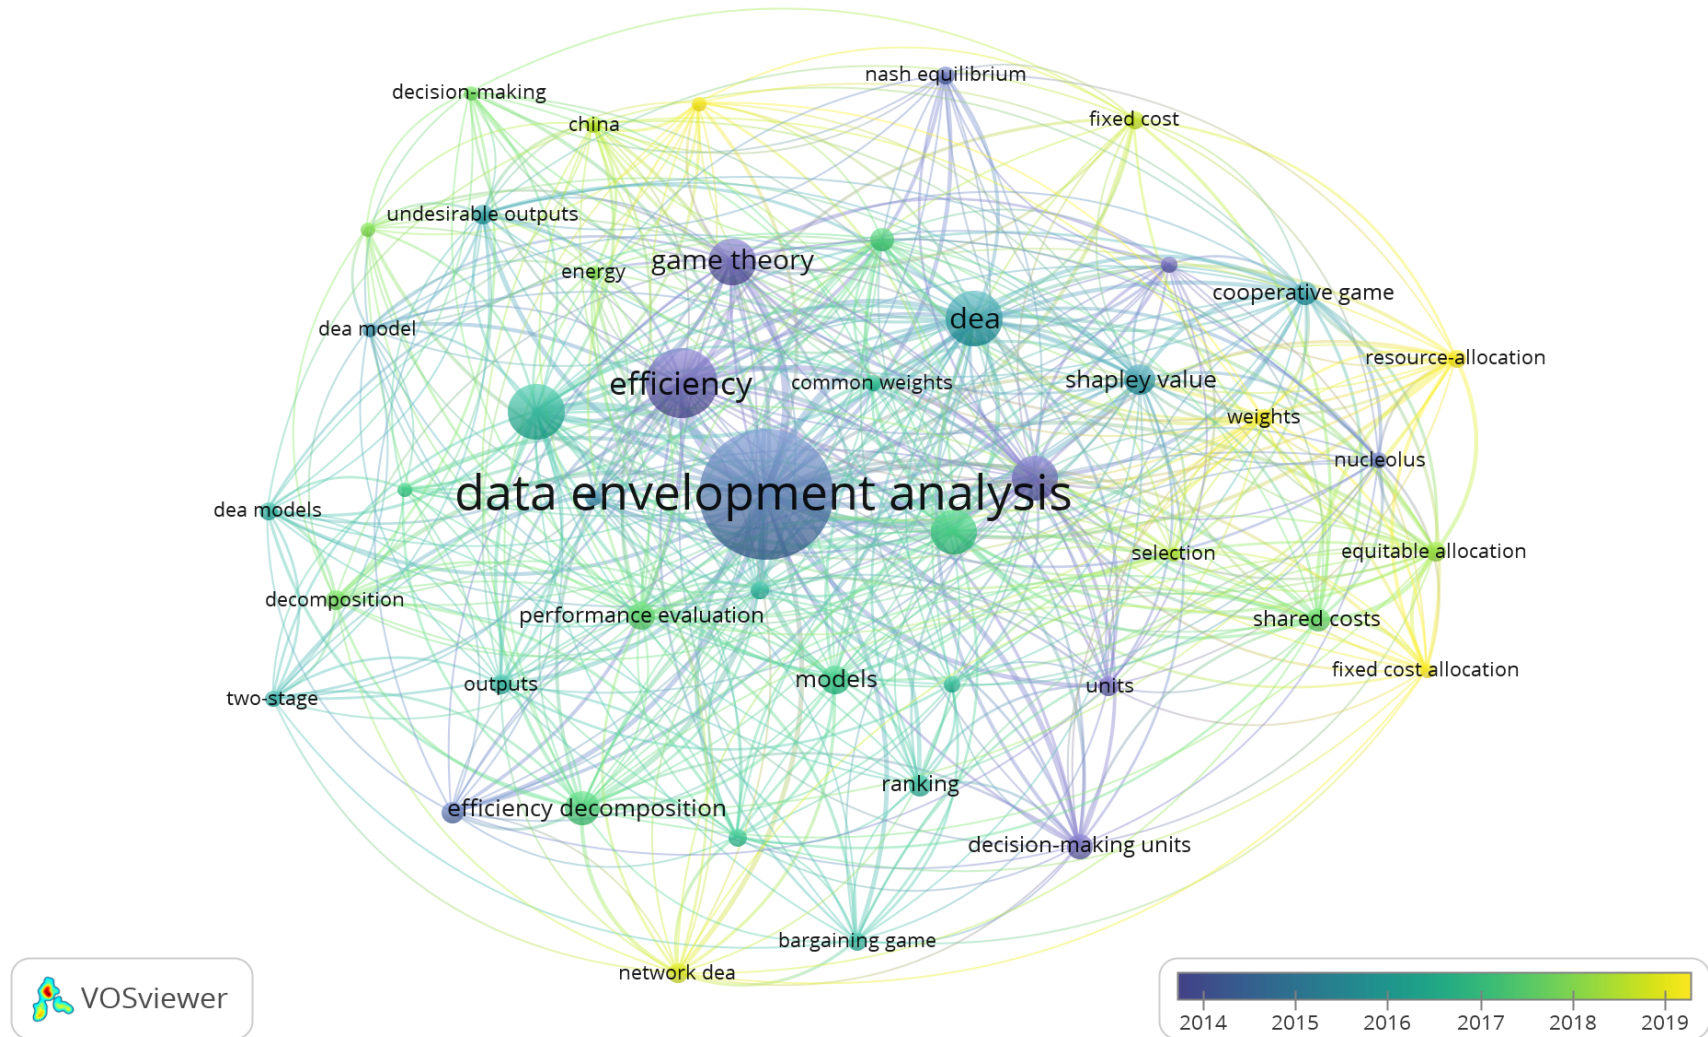 nash equilibrium
decision-making
fixed cost
china
undesirable outputs
game theory
energy
cooperative game
dea
dea model
resource-allocation
efficiency
common weights
shapley value
weights
nucleolus
data envelopment analysis
dea models
selection
equitable allocation
decomposition
performance evaluation
shared costs
fixed cost allocation
models
outputs
units
two-stage
ranking
efficiency decomposition
decision-making units
bargaining game
network dea
VOSviewer
2014 2015 2016 2017 2018 2019